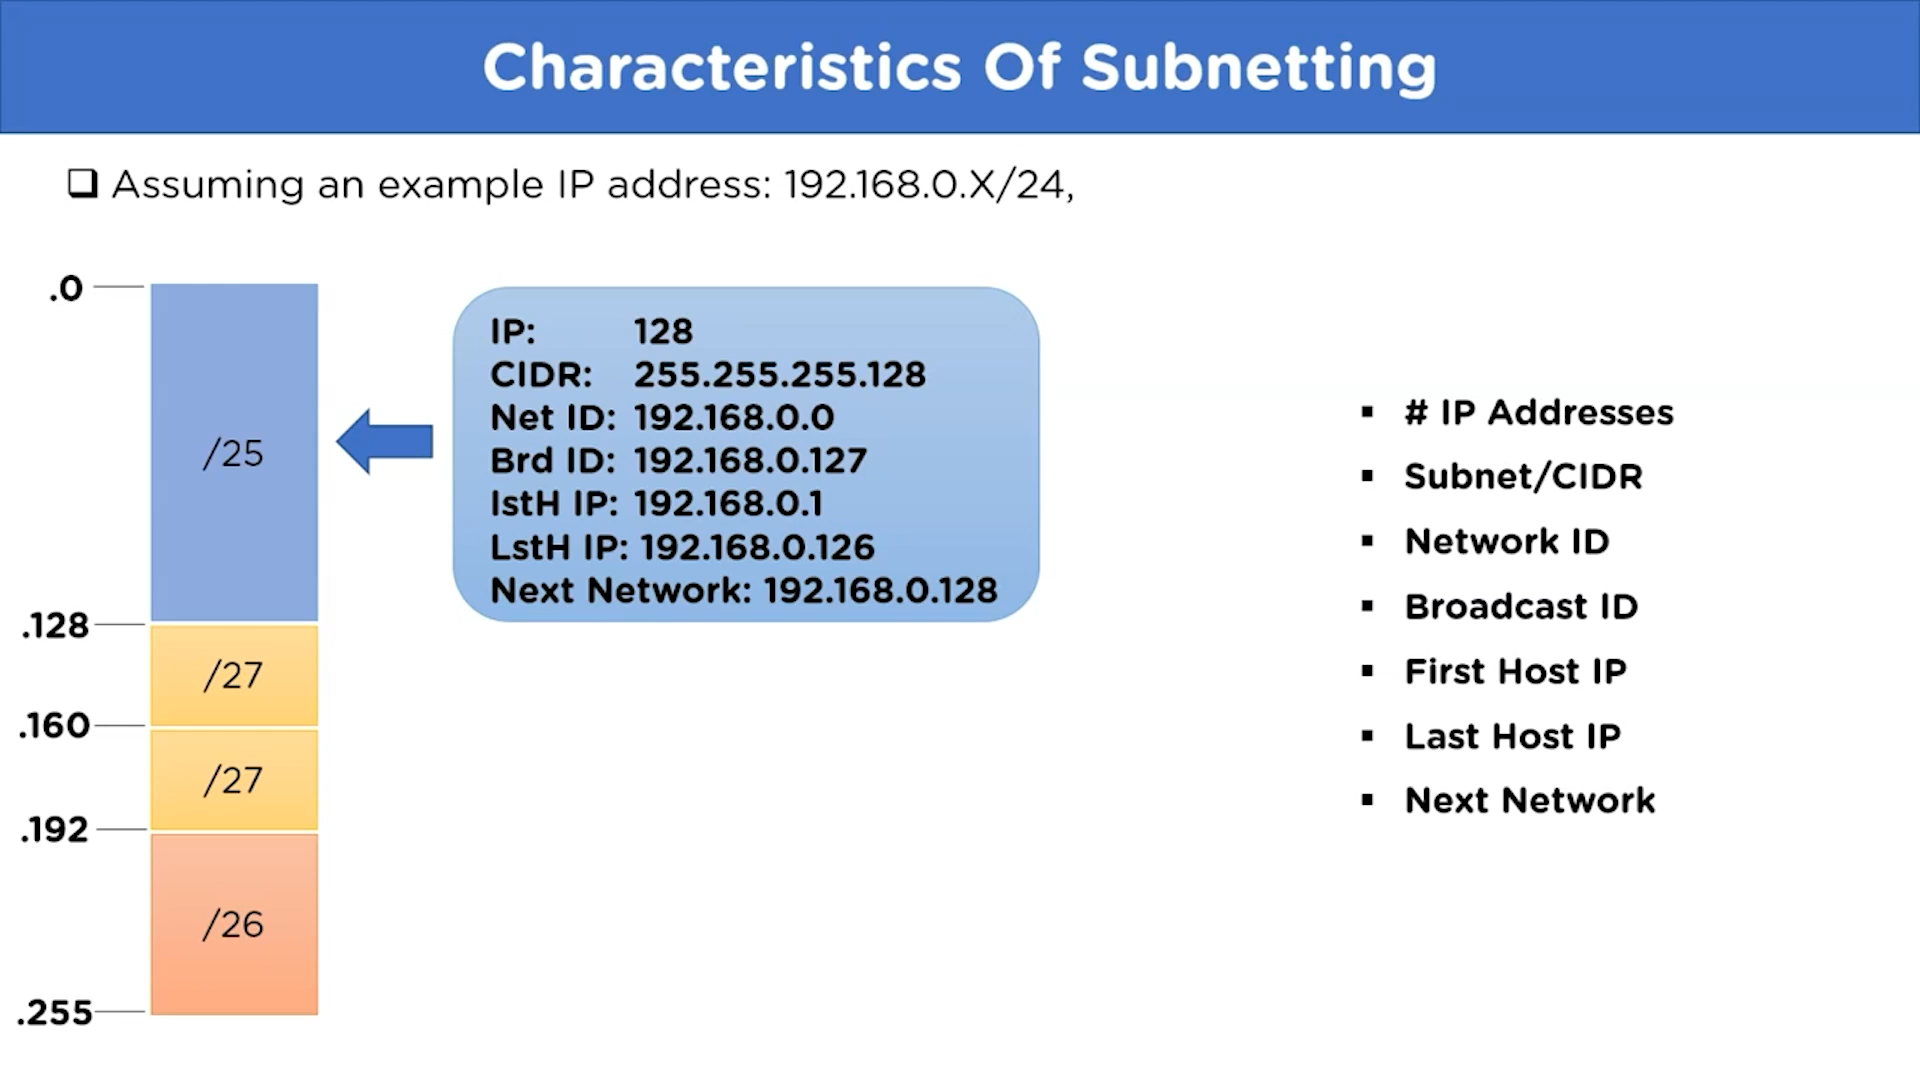 Characteristics Of Subnetting
❑ Assuming an example IP address: 192.168.0.X/24,
.0
/25
.128
/27
.160
/27
.192
/26
.255
IP: 128
CIDR: 255.255.255.128
Net ID: 192.168.0.0
Brd ID: 192.168.0.127
IstH IP: 192.168.0.1
LstH IP: 192.168.0.126
Next Network: 192.168.0.128
▪ # IP Addresses
▪ Subnet/CIDR
▪ Network ID
▪ Broadcast ID
▪ First Host IP
▪ Last Host IP
▪ Next Network